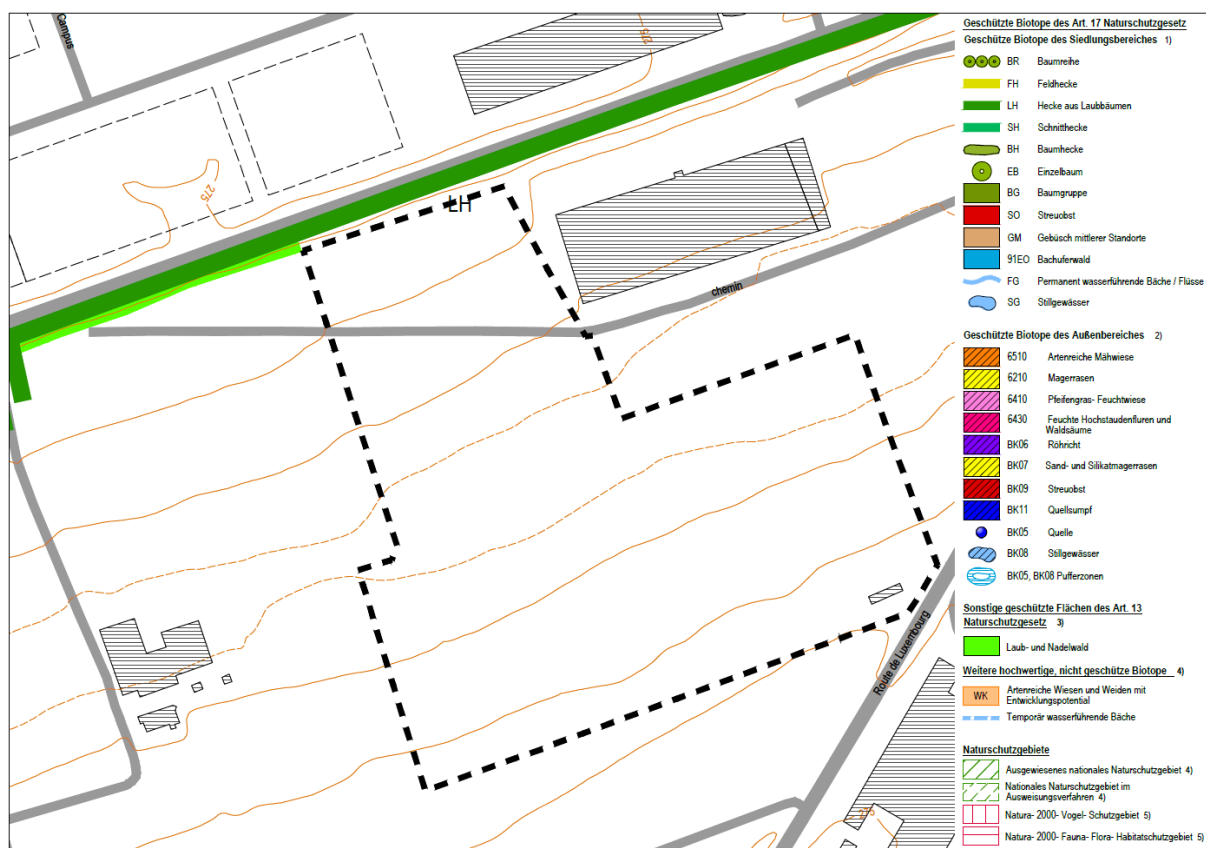 Campus
275
275
275
LH
chemin
Route de Luxembourg
Geschützte Biotope des Art. 17 Naturschutzgesetz
Geschütze Biotope des Siedlungsbereiches 1)
BR Baumreihe
FH Feldhecke
LH Hecke aus Laubbäumen
SH Schnitthecke
BH Baumhecke
EB Einzelbaum
BG Baumgruppe
SO Streuobst
GM Gebüsch mittlerer Standorte
91EO Bachuferwald
FG Permanent wasserführende Bäche / Flüsse
SG Stillgewässer
Geschützte Biotope des Außenbereiches 2)
6510 Artenreiche Mähwiese
6210 Magerrasen
6410 Pfeifengras- Feuchtwiese
6430 Feuchte Hochstaudenfluren und
Waldsäume
BK06 Röhricht
BK07 Sand- und Silikatmagerrasen
BK09 Streuobst
BK11 Quellsumpf
BK05 Quelle
BK08 Stillgewässer
BK05, BK08 Pufferzonen
Sonstige geschützte Flächen des Art. 13
Naturschutzgesetz 3)
Laub- und Nadelwald
Weitere hochwertige, nicht geschütze Biotope 4)
WK Artenreiche Wiesen und Weiden mit
Entwicklungspotential
Temporär wasserführende Bäche
Naturschutzgebiete
Ausgewiesenes nationales Naturschutzgebiet 4)
Nationales Naturschutzgebiet im
Ausweisungsverfahren 4)
Natura- 2000- Vogel- Schutzgebiet 5)
Natura- 2000- Fauna- Flora- Habitatschutzgebiet 5)